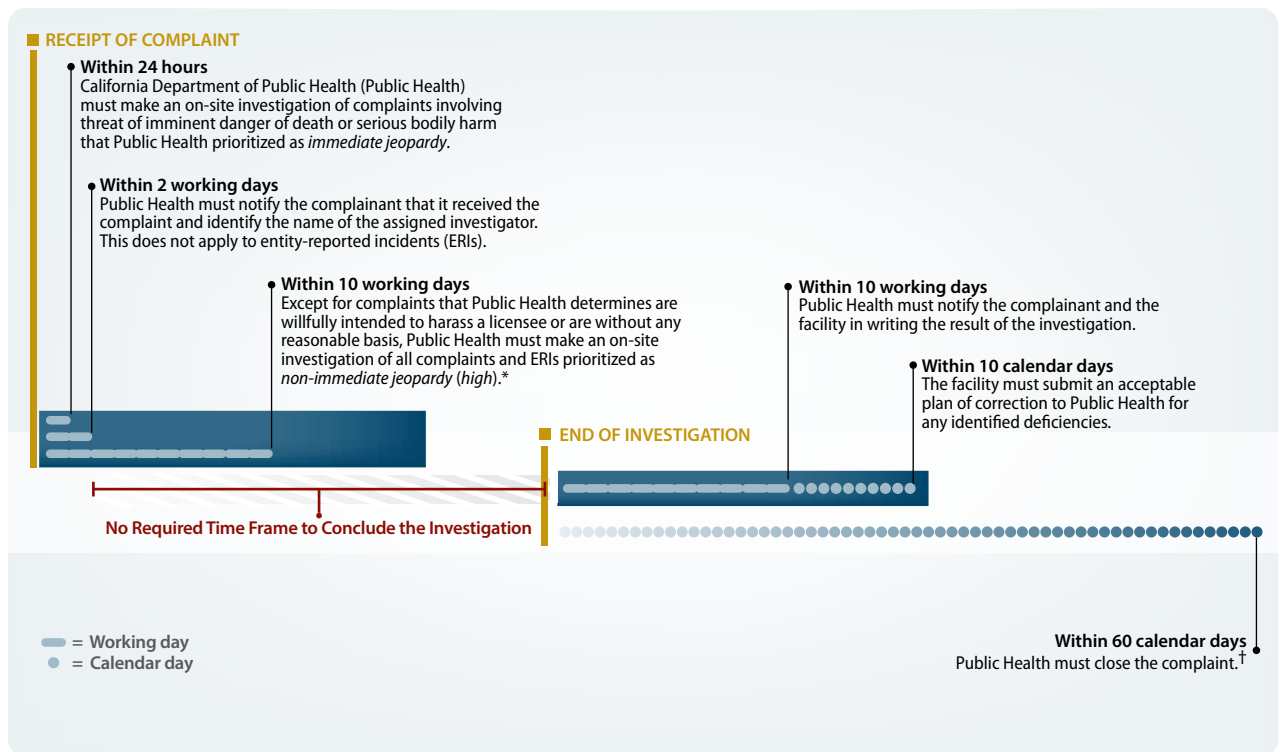 RECEIPT OF COMPLAINT
Within 24 hours
California Department of Public Health (Public Health)
must make an on-site investigation of complaints involving
threat of imminent danger of death or serious bodily harm
that Public Health prioritized as immediate jeopardy.
Within 2 working days
Public Health must notify the complainant that it received the
complaint and identify the name of the assigned investigator.
This does not apply to entity-reported incidents (ERIs).
Within 10 working days
Except for complaints that Public Health determines are
willfully intended to harass a licensee or are without any
reasonable basis, Public Health must make an on-site
investigation of all complaints and ERIs prioritized as
non-immediate jeopardy (high).*
Within 10 working days
Public Health must notify the complainant and the
facility in writing the result of the investigation.
Within 10 calendar days
The facility must submit an acceptable
plan of correction to Public Health for
any identified deficiencies.
END OF INVESTIGATION
No Required Time Frame to Conclude the Investigation
= Working day
= Calendar day
Within 60 calendar days
Public Health must close the complaint.†